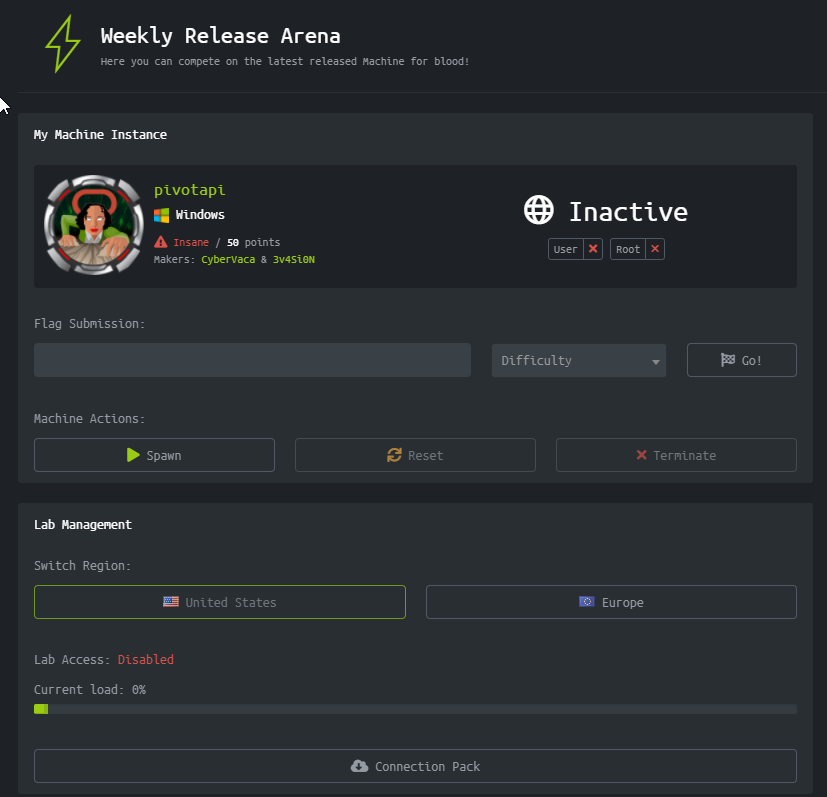 Weekly Release Arena
Here you can compete on the latest released Machine for blood!
My Machine Instance
pivotapi
Windows
Insane / 50 points
Makers: CyberVaca & 3v4Si0N
Inactive
User
Root
Flag Submission:
Difficulty
Go!
Machine Actions:
Spawn
Reset
Terminate
Lab Management
Switch Region:
United States
Europe
Lab Access: Disabled
Current load: 0%
Connection Pack